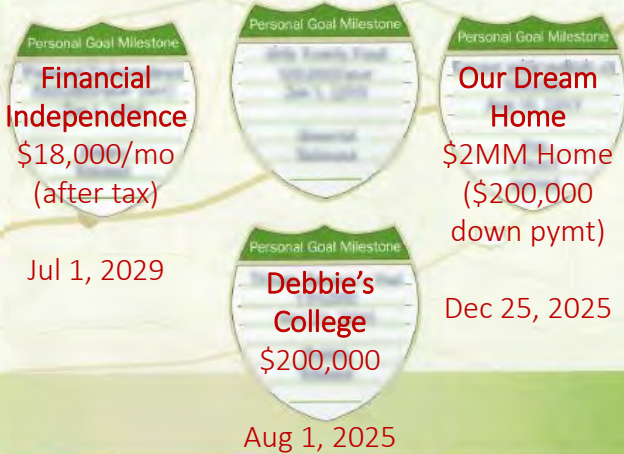 Personal Goal Milestone
Financial
Independence
$18,000/mo
(after tax)
Jul 1, 2029
Personal Goal Milestone
Personal Goal Milestone
Our Dream
Home
$2MM Home
($200,000
down pymt)
Dec 25, 2025
Personal Goal Milestone
Debbie's
College
$200,000
Aug 1, 2025